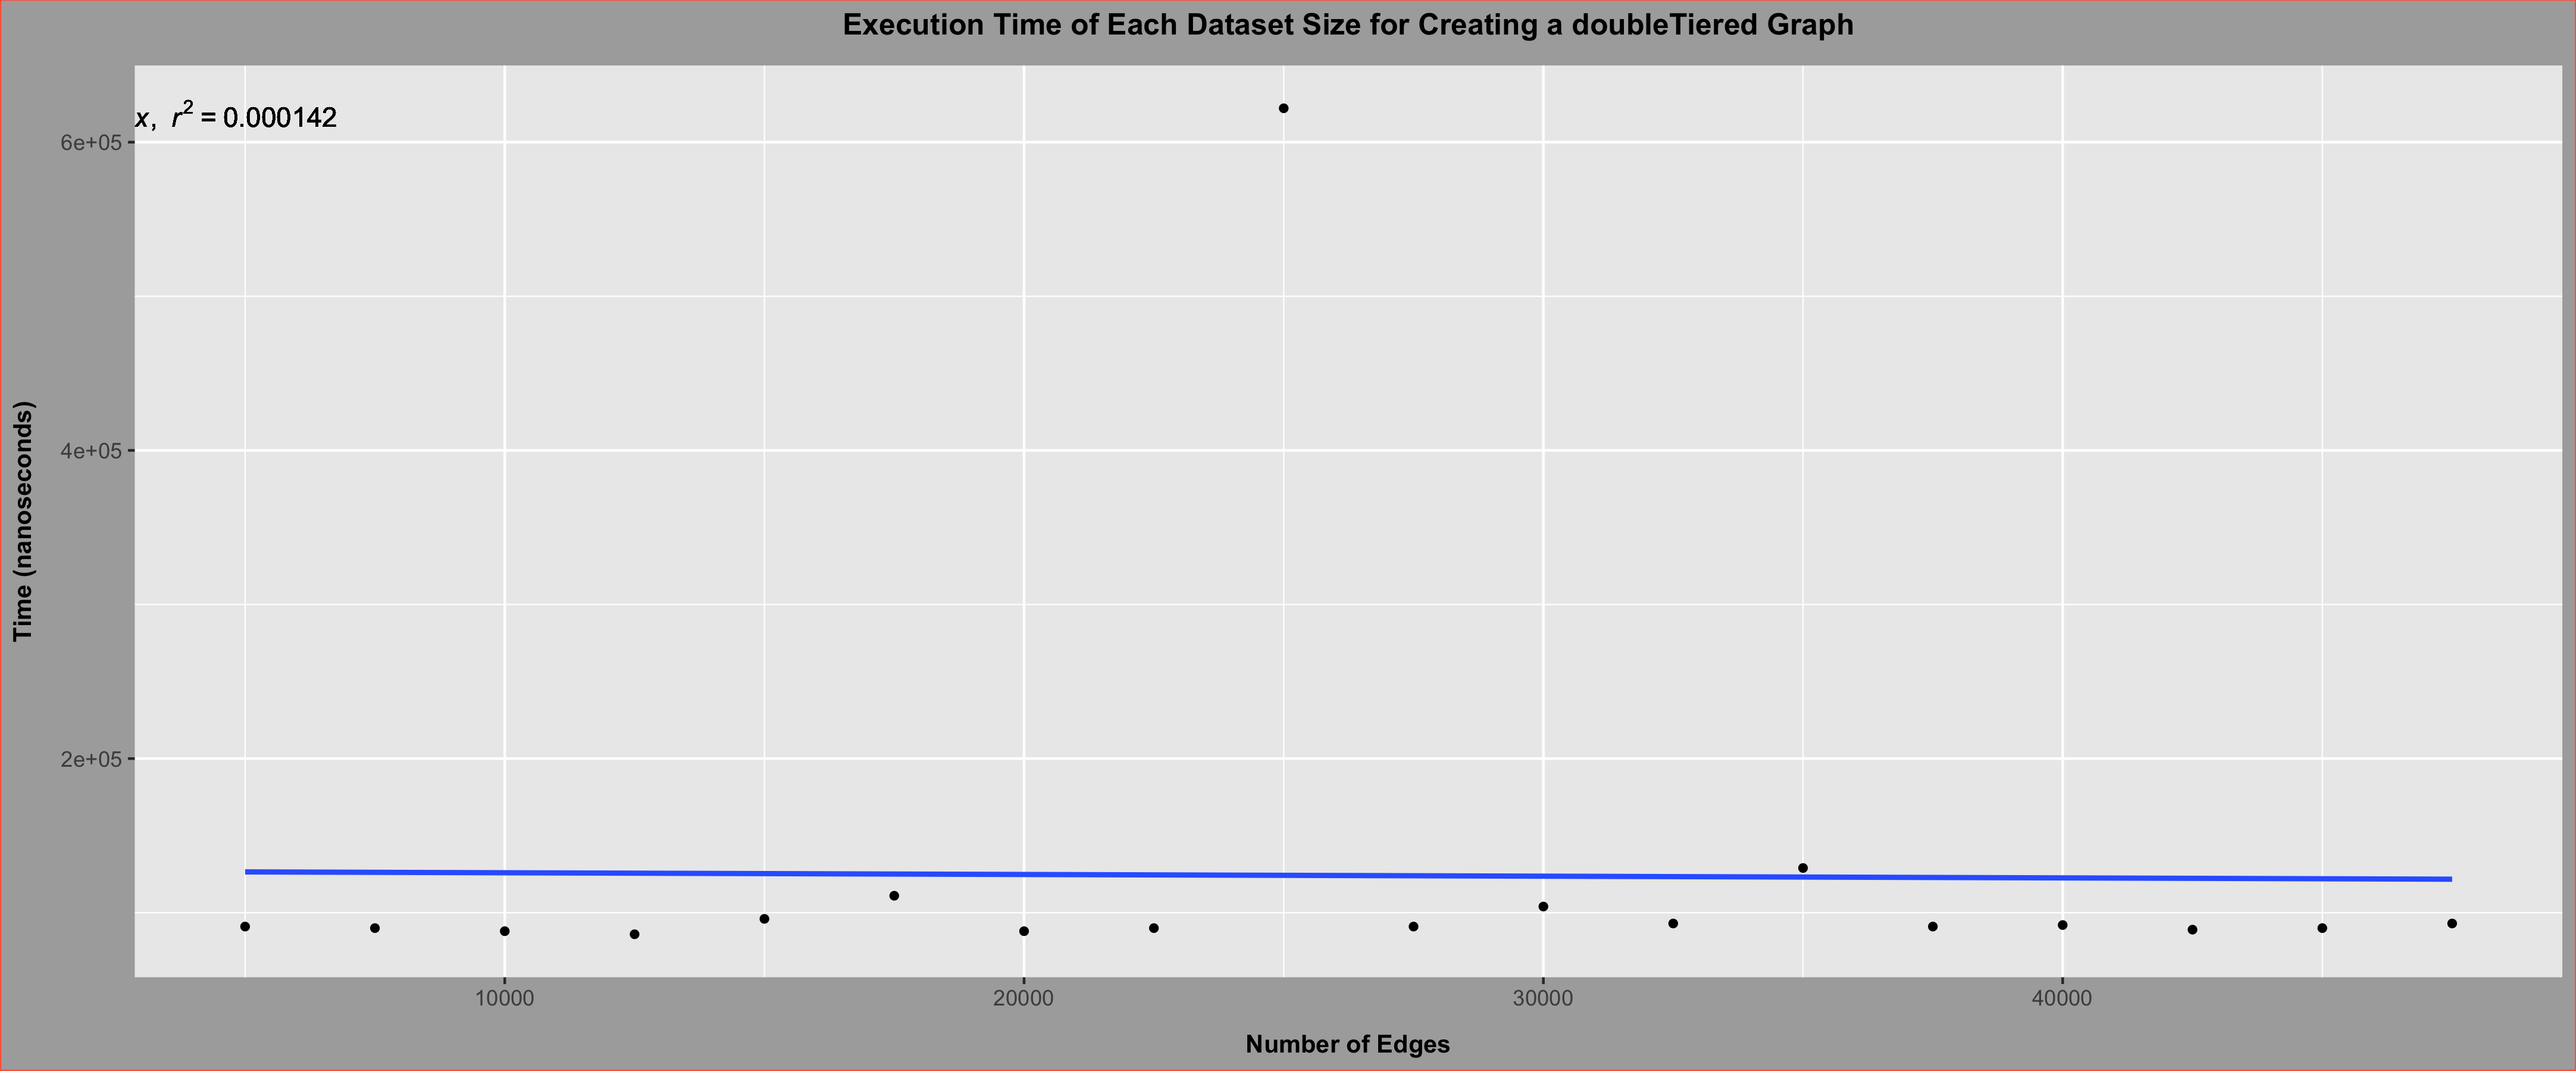 Execution Time of Each Dataset Size for Creating a doubleTiered Graph
x, r² = 0.000142
6e+05
4e+05
2e+05
Time (nanoseconds)
10000 20000 30000 40000
Number of Edges